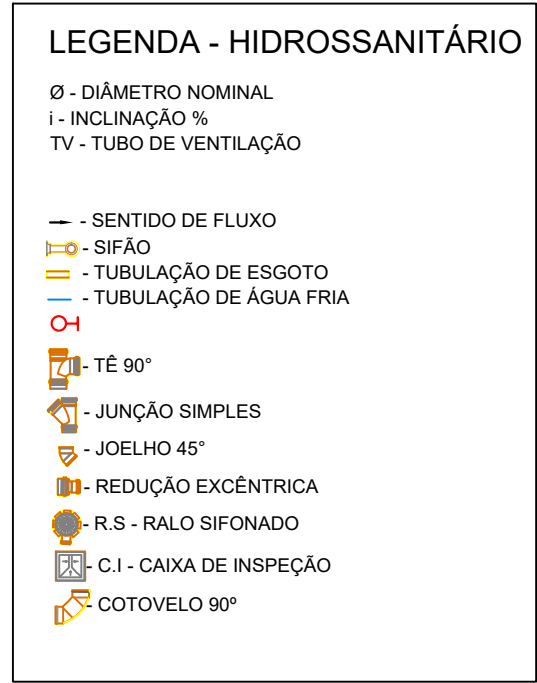 LEGENDA - HIDROSSANITÁRIO
Ø - DIÂMETRO NOMINAL
i - INCLINAÇÃO %
TV - TUBO DE VENTILAÇÃO
- SENTIDO DE FLUXO
- SIFÃO
- TUBULAÇÃO DE ESGOTO
- TUBULAÇÃO DE ÁGUA FRIA
- TÊ 90°
- JUNÇÃO SIMPLES
- JOELHO 45°
- REDUÇÃO EXCÊNTRICA
- R.S - RALO SIFONADO
- C.I - CAIXA DE INSPEÇÃO
- COTOVELO 90º